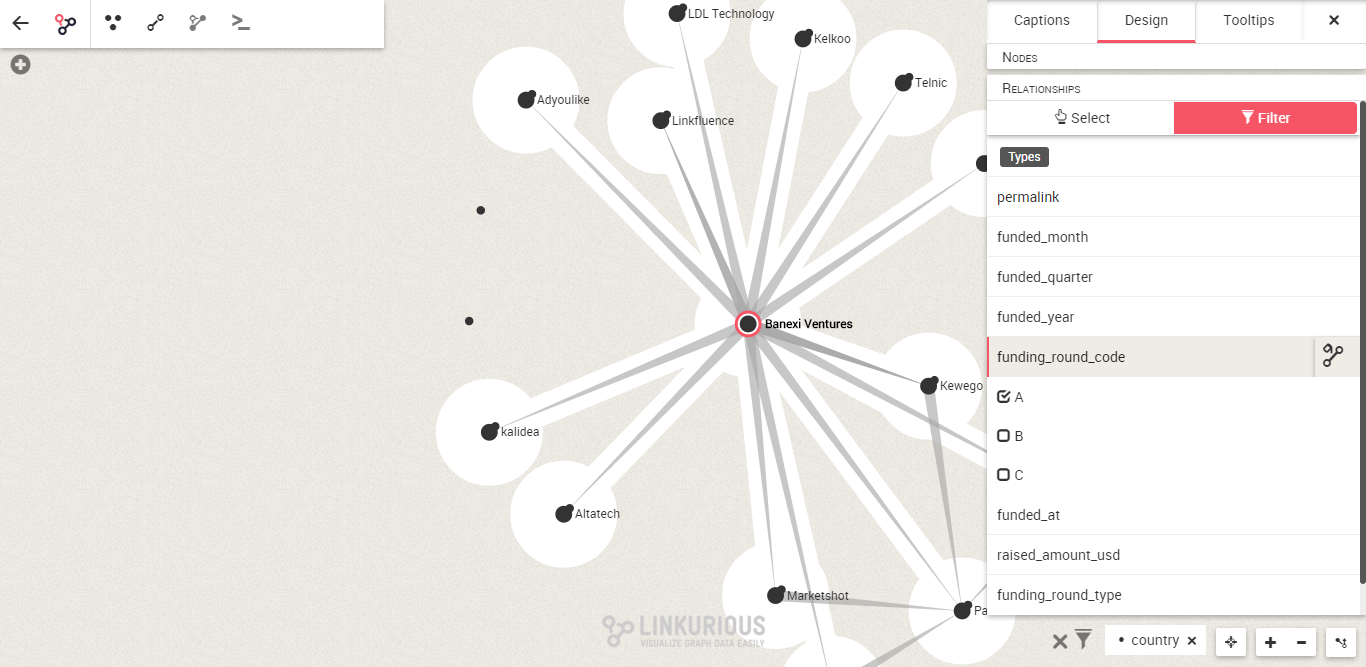 Captions
Design
Tooltips
Nodes
Relationships
Select
Filter
Types
permalink
funded_month
funded_quarter
funded_year
funding_round_code
A
B
C
funded_at
raised_amount_usd
funding_round_type
LDL Technology
Kelkoo
Telnic
Adyoulike
Linkfluence
Banexi Ventures
Kewego
kalidea
Altatech
Marketshot
Pa
LINKURIOUS
VISUALIZE GRAPH DATA EASILY
country